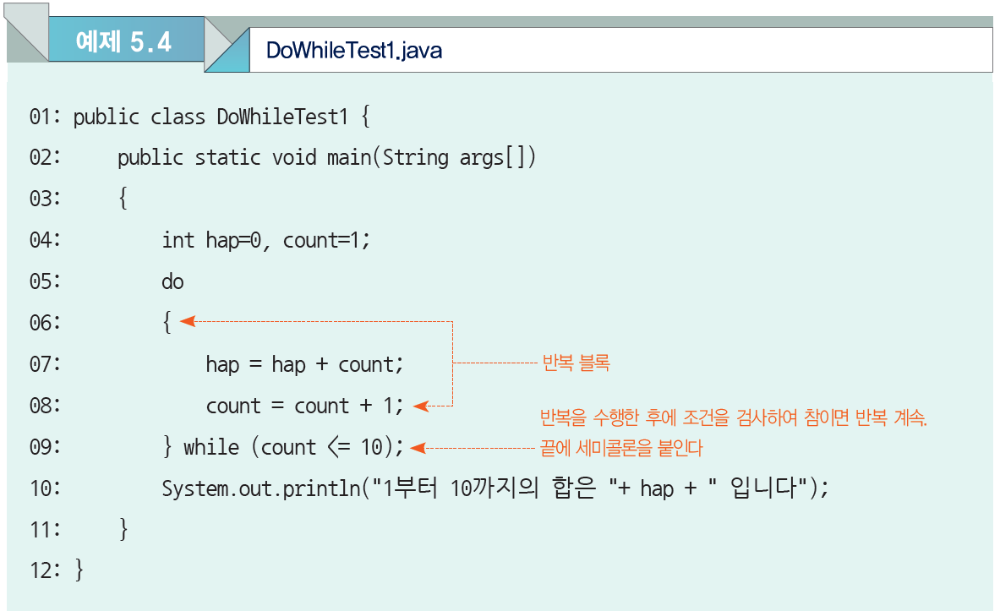 예제 5.4
DoWhileTest1.java
01: public class DoWhileTest1 {
02:     public static void main(String args[])
03:     {
04:         int hap=0, count=1;
05:         do
06:         {
07:             hap = hap + count;
반복 블록
08:             count = count + 1;
반복을 수행한 후에 조건을 검사하여 참이면 반복 계속.
09:         } while (count <= 10);
끝에 세미콜론을 붙인다
10:         System.out.println("1부터 10까지의 합은 "+ hap + " 입니다");
11:     }
12: }